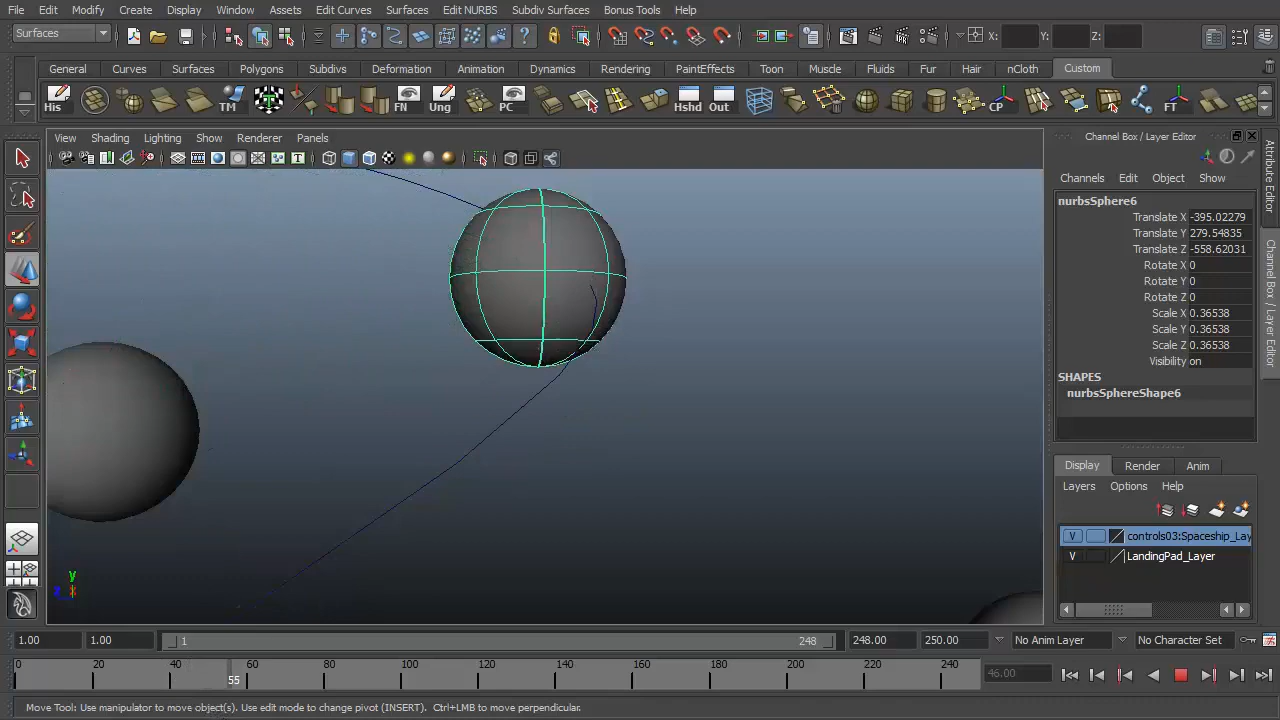 File Edit Modify Create Display Window Assets Edit Curves Surfaces Edit NURBS Subdiv Surfaces Bonus Tools Help
Surfaces X: Y: Z:
General Curves Surfaces Polygons Subdivs Deformation Animation Dynamics Rendering PaintEffects Toon Muscle Fluids Fur Hair nCloth Custom
His TM FN Ung PC Hshd Out CP FT
View Shading Lighting Show Renderer Panels
Channel Box / Layer Editor
Channels Edit Object Show
nurbsSphere6
Translate X -395.02279
Translate Y 279.54835
Translate Z -558.62031
Rotate X 0
Rotate Y 0
Rotate Z 0
Scale X 0.36538
Scale Y 0.36538
Scale Z 0.36538
Visibility on
SHAPES
nurbsSphereShape6
Attribute Editor
Channel Box / Layer Editor
Display Render Anim
Layers Options Help
V controls03:Spaceship_Lay
V LandingPad_Layer
y
1.00 1.00 1 248 248.00 250.00 No Anim Layer No Character Set
0 20 40 55 60 80 100 120 140 160 180 200 220 240 46.00
Move Tool: Use manipulator to move object(s). Use edit mode to change pivot (INSERT). Ctrl+LMB to move perpendicular.